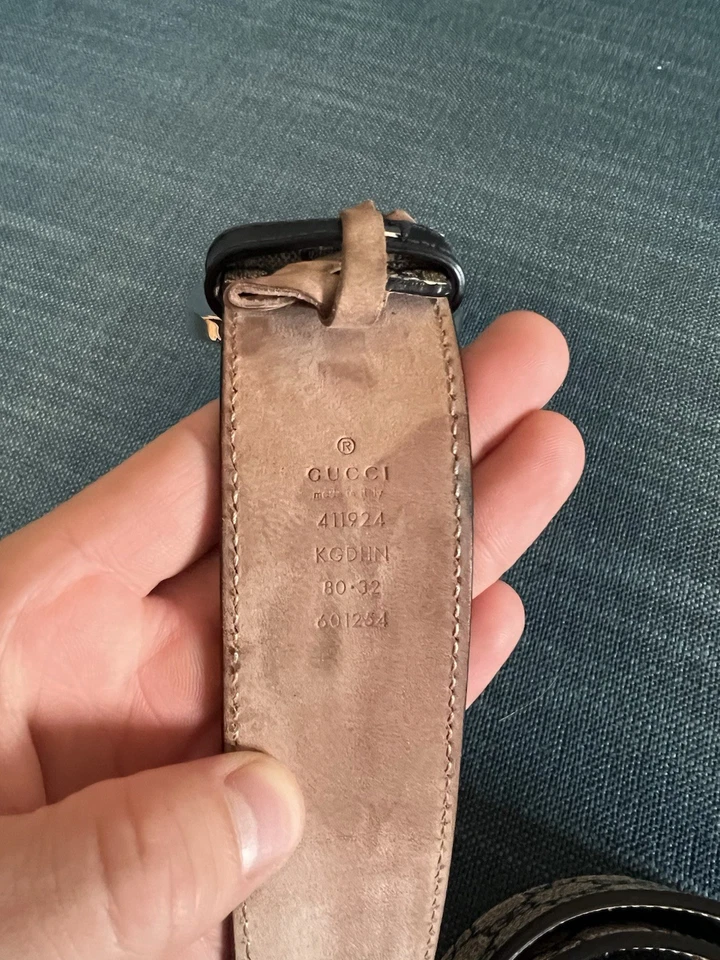 ®
GUCCI
made in italy
411924
KGDHN
80·32
601254